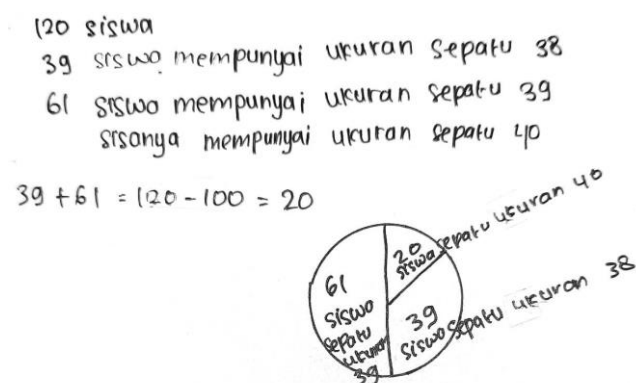 120 siswa
39 siswa mempunyai ukuran sepatu 38
61 siswa mempunyai ukuran sepatu 39
sisanya mempunyai ukuran sepatu 40
39 + 61 = 120 - 100 = 20
20
siswa sepatu ukuran 40
61
siswa
sepatu
ukuran
39
39
siswa sepatu ukuran 38